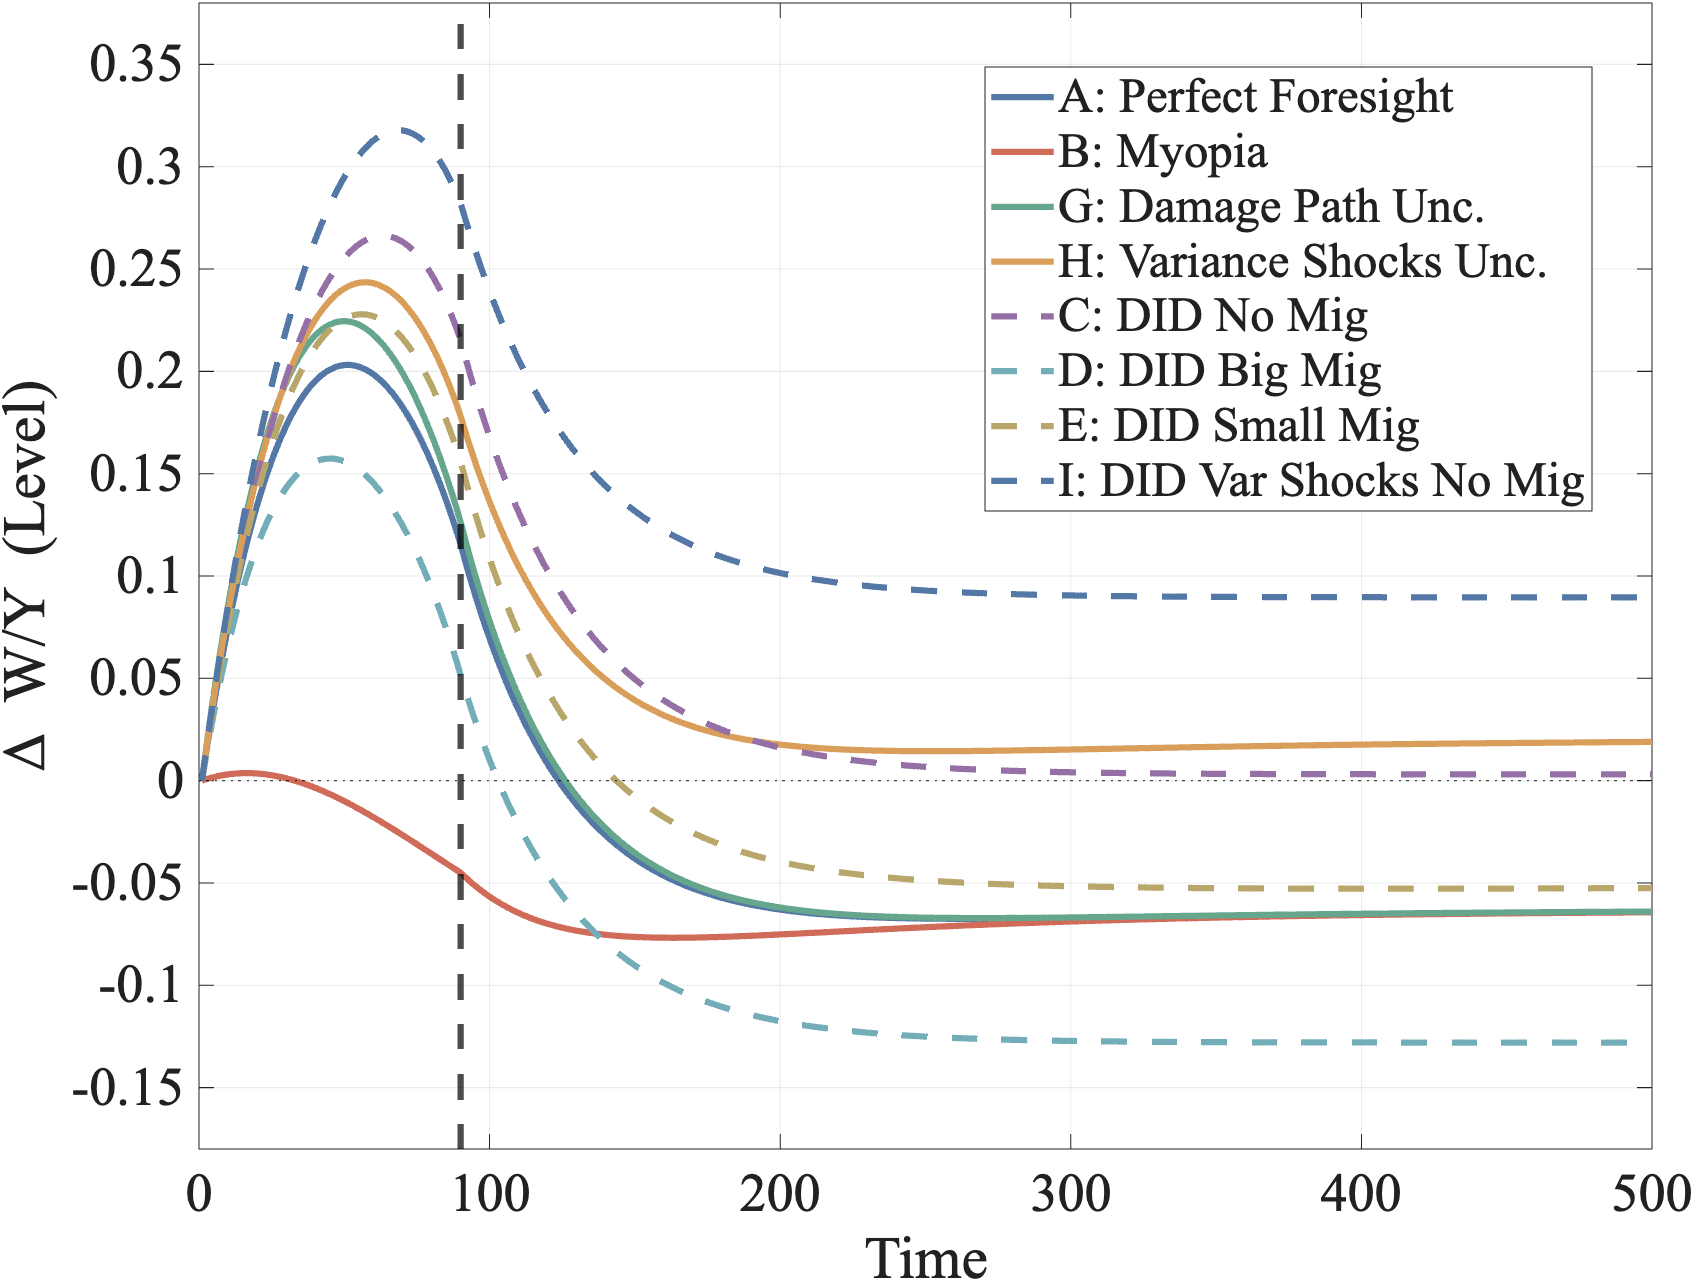 0.35
0.3
0.25
0.2
0.15
0.1
0.05
0
-0.05
-0.1
-0.15
Δ W/Y (Level)
A: Perfect Foresight
B: Myopia
G: Damage Path Unc.
H: Variance Shocks Unc.
C: DID No Mig
D: DID Big Mig
E: DID Small Mig
I: DID Var Shocks No Mig
0 100 200 300 400 500
Time